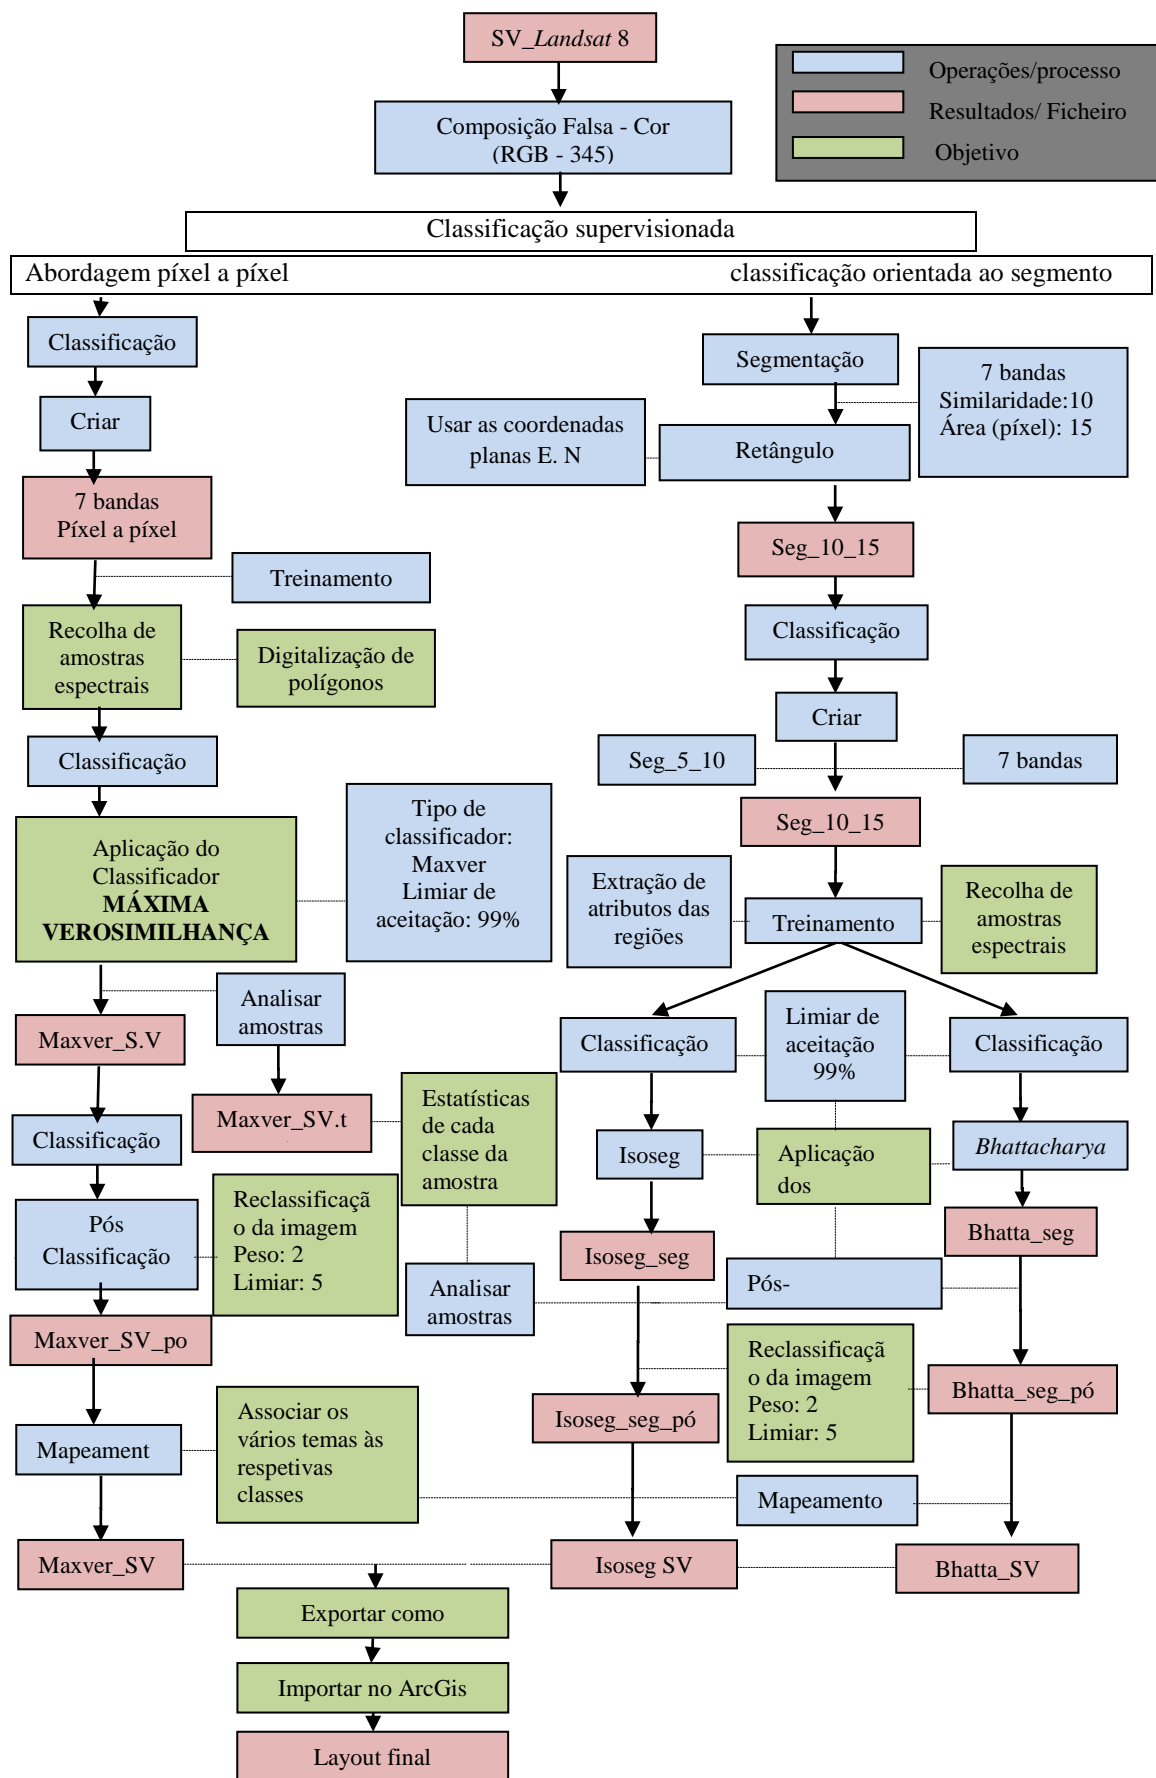 SV_Landsat 8
Operações/processo
Resultados/ Ficheiro
Objetivo
Composição Falsa - Cor
(RGB - 345)
Classificação supervisionada
Abordagem píxel a píxel
classificação orientada ao segmento
Classificação
Criar
7 bandas
Píxel a píxel
Treinamento
Recolha de
amostras
espectrais
Digitalização de
polígonos
Classificação
Aplicação do
Classificador
MÁXIMA
VEROSIMILHANÇA
Tipo de
classificador:
Maxver
Limiar de
aceitação: 99%
Analisar
amostras
Maxver_S.V
Maxver_SV.t
Estatísticas
de cada
classe da
amostra
Classificação
Pós
Classificação
Reclassificaçã
o da imagem
Peso: 2
Limiar: 5
Analisar
amostras
Maxver_SV_po
Mapeament
Associar os
vários temas às
respetivas
classes
Maxver_SV
Segmentação
7 bandas
Similaridade:10
Área (píxel): 15
Usar as coordenadas
planas E. N
Retângulo
Seg_10_15
Classificação
Criar
Seg_5_10
7 bandas
Seg_10_15
Extração de
atributos das
regiões
Treinamento
Recolha de
amostras
espectrais
Classificação
Limiar de
aceitação
99%
Classificação
Isoseg
Aplicação
dos
Bhattacharya
Isoseg_seg
Bhatta_seg
Pós-
Reclassificaçã
o da imagem
Peso: 2
Limiar: 5
Isoseg_seg_pó
Bhatta_seg_pó
Mapeamento
Isoseg SV
Bhatta_SV
Exportar como
Importar no ArcGis
Layout final